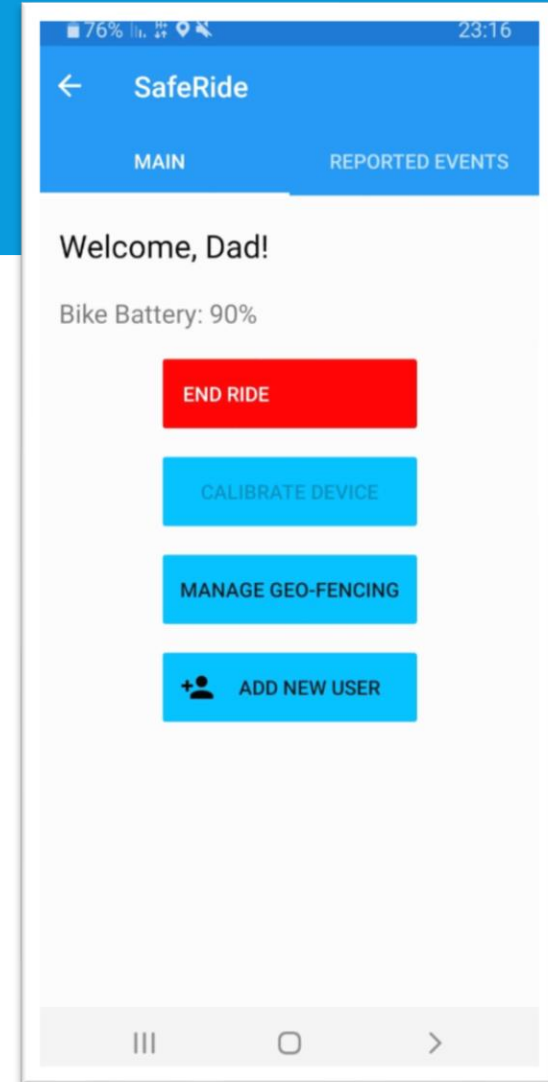 76% 23:16
SafeRide
MAIN REPORTED EVENTS
Welcome, Dad!
Bike Battery: 90%
END RIDE
CALIBRATE DEVICE
MANAGE GEO-FENCING
ADD NEW USER